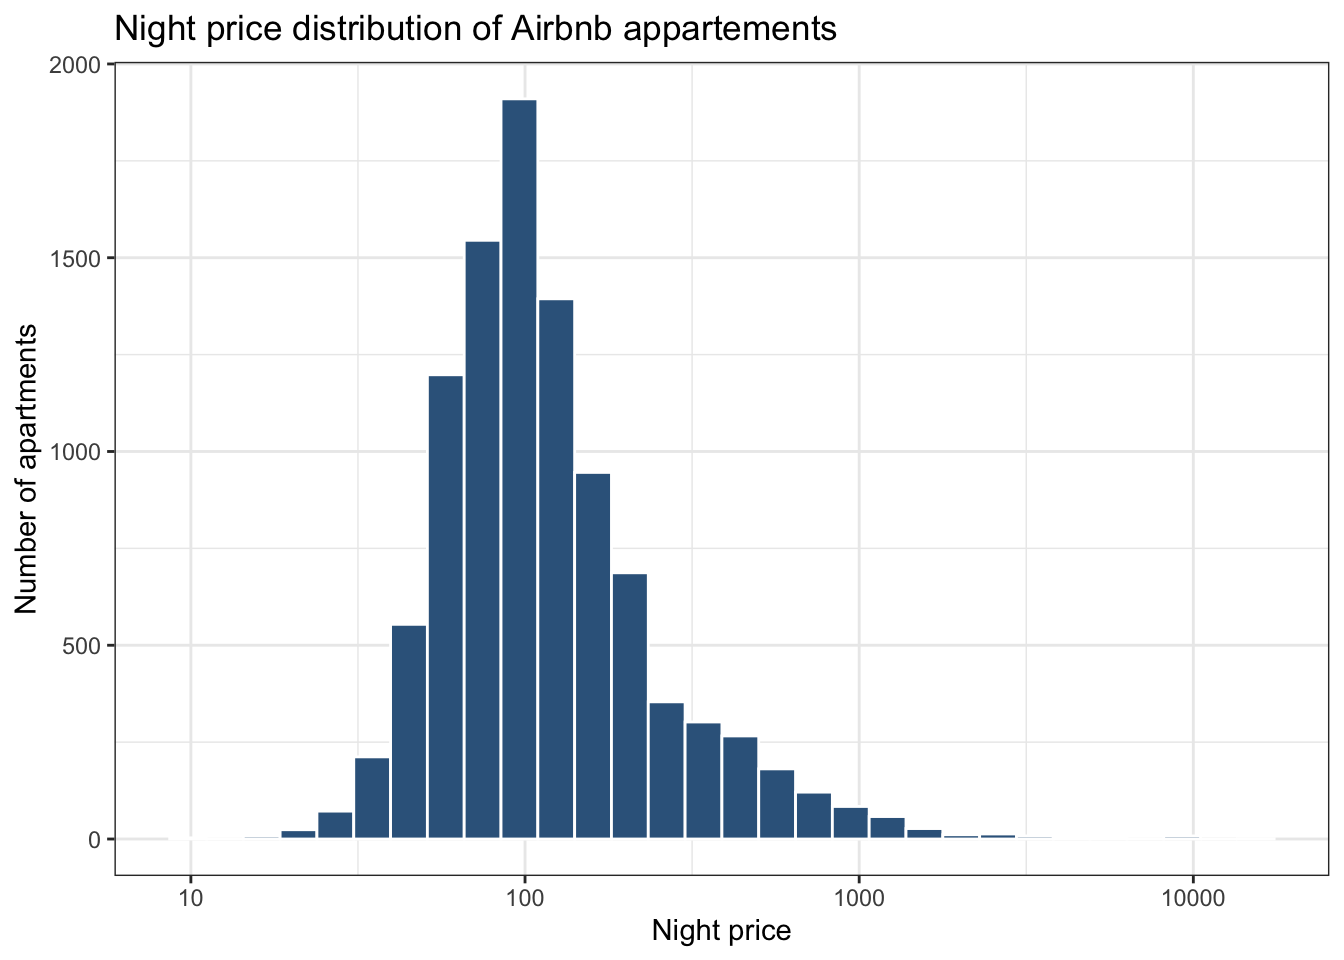 Night price distribution of Airbnb appartements
2000
1500
1000
500
0
10 100 1000 10000
Night price
Number of apartments